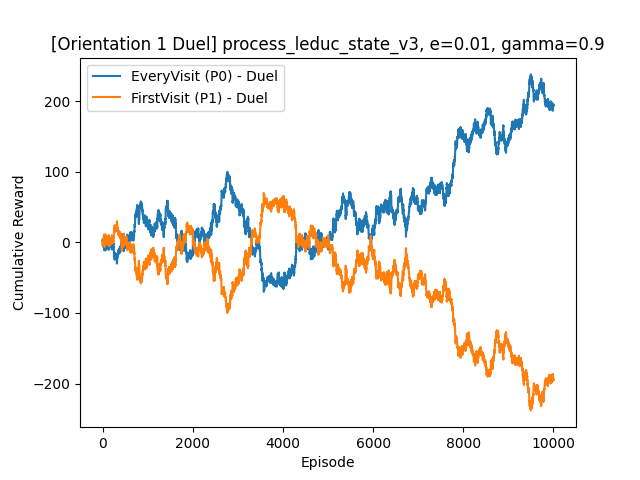 [Orientation 1 Duel] process_leduc_state_v3, e=0.01, gamma=0.9
EveryVisit (P0) - Duel
FirstVisit (P1) - Duel
Cumulative Reward
200
100
0
−100
−200
0 2000 4000 6000 8000 10000
Episode